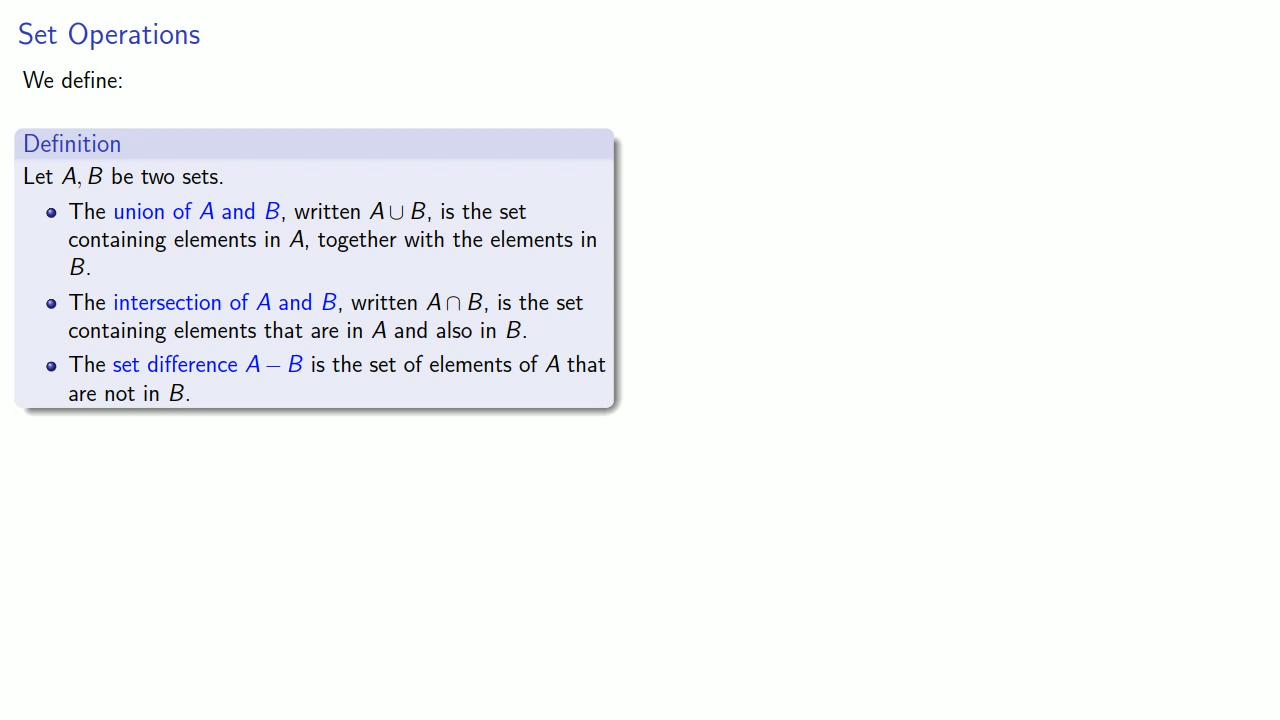 Set Operations
We define:
Definition
Let A, B be two sets.
The union of A and B, written A ∪ B, is the set
containing elements in A, together with the elements in
B.
The intersection of A and B, written A ∩ B, is the set
containing elements that are in A and also in B.
The set difference A − B is the set of elements of A that
are not in B.